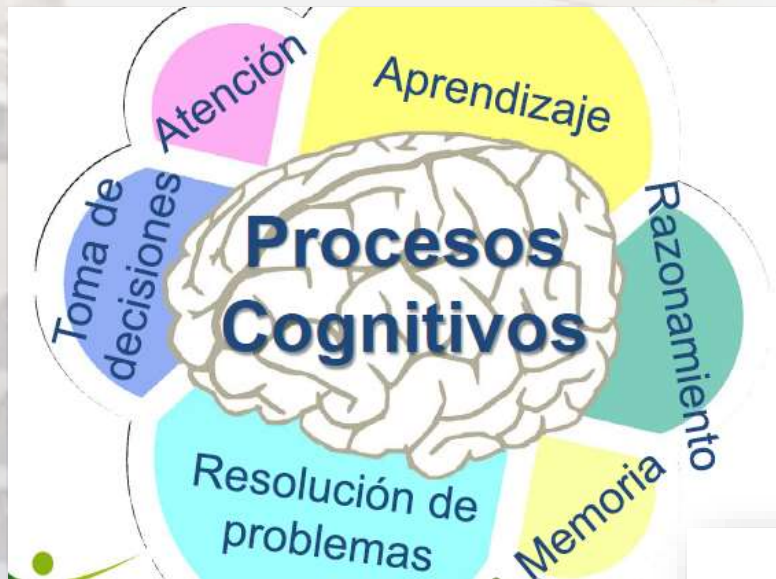 Atención
Aprendizaje
Toma de
decisiones
Procesos
Cognitivos
Razonamiento
Resolución de
problemas
Memoria